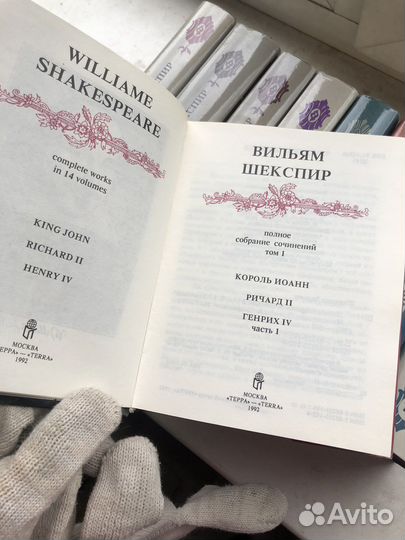 WILLIAME
SHAKESPEARE
complete works
in 14 volumes
KING JOHN
RICHARD II
HENRY IV
МОСКВА
«ТЕРРА» — «TERRA»
1992
ВИЛЬЯМ
ШЕКСПИР
полное
собрание сочинений
том 1
КОРОЛЬ ИОАНН
РИЧАРД II
ГЕНРИХ IV
часть 1
МОСКВА
«ТЕРРА» — «TERRA»
1992
Avito